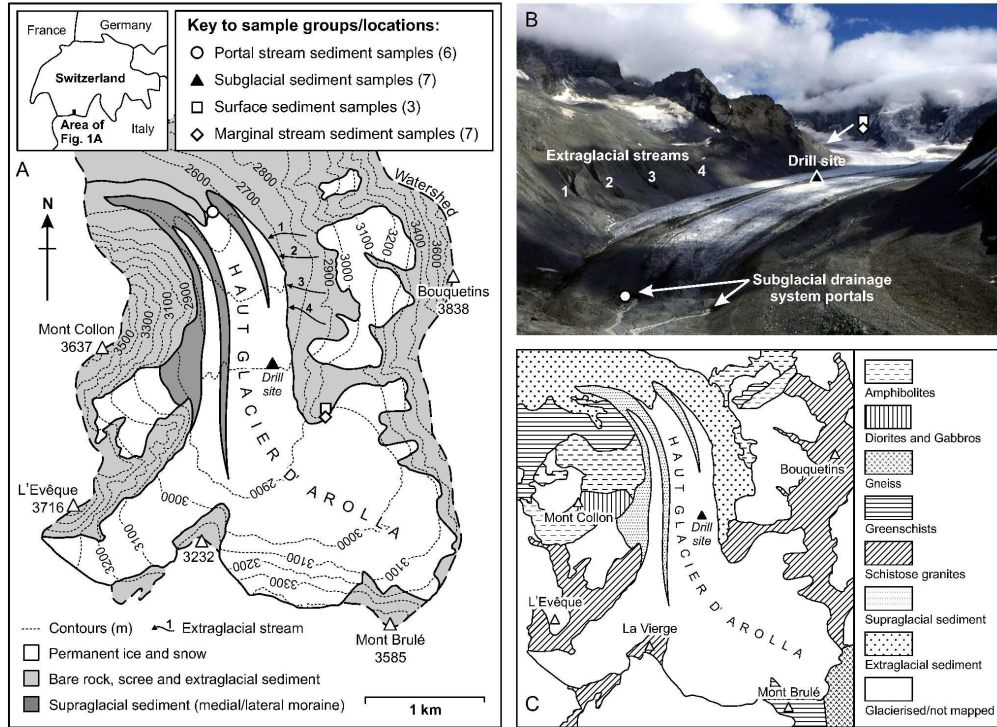 France
Germany
Switzerland
Area of
Fig. 1A
Italy
Key to sample groups/locations:
Portal stream sediment samples (6)
Subglacial sediment samples (7)
Surface sediment samples (3)
Marginal stream sediment samples (7)
A
N
2600
2700
2800
2900
Watershed
3100
3200
3400
3600
1
2
3
4
2900
3000
3100
3300
3500
Bouquetins
3838
Mont Collon
3637
Drill
site
HAUT GLACIER D'AROLLA
L'Evêque
3716
3000
2900
3100
3200
3232
3000
3100
3200
3300
3100
Mont Brulé
3585
Contours (m)
1 Extraglacial stream
Permanent ice and snow
Bare rock, scree and extraglacial sediment
Supraglacial sediment (medial/lateral moraine)
1 km
B
Extraglacial streams
1 2 3 4
Drill site
Subglacial drainage
system portals
C
HAUT GLACIER D'AROLLA
Bouquetins
Mont Collon
Drill
site
L'Evêque
La Vierge
Mont Brulé
Amphibolites
Diorites and Gabbros
Gneiss
Greenschists
Schistose granites
Supraglacial sediment
Extraglacial sediment
Glacierised/not mapped